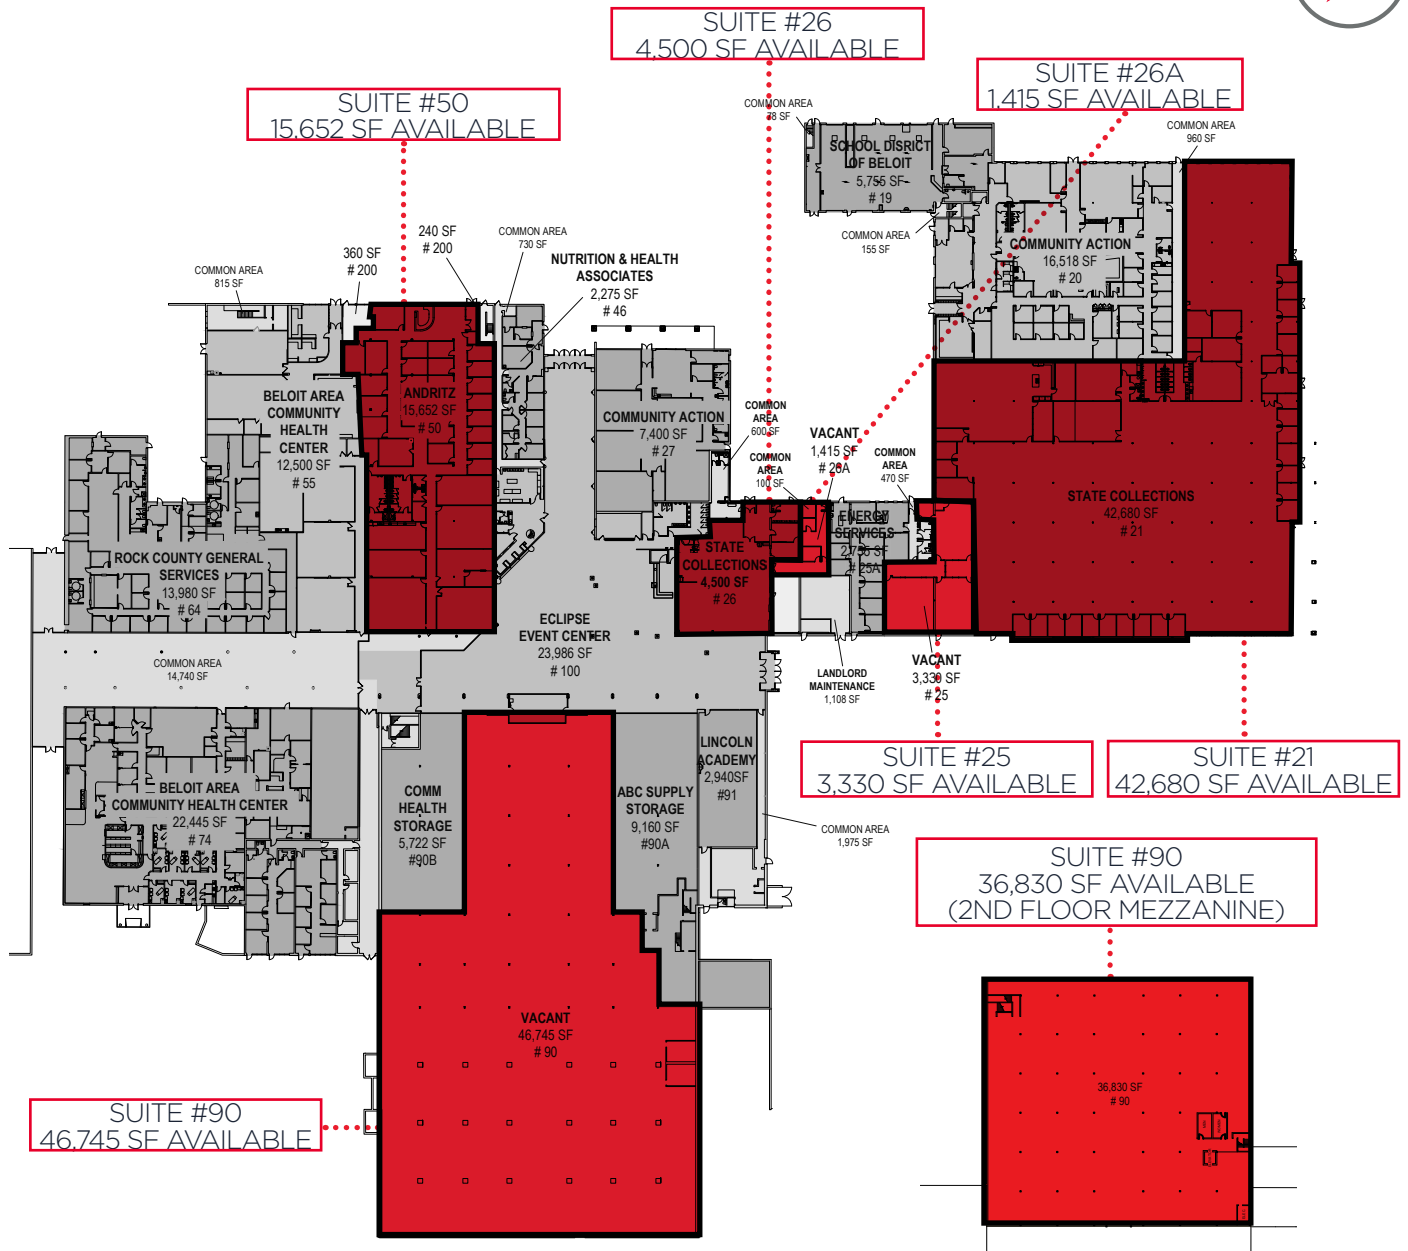 SUITE #26
4,500 SF AVAILABLE
SUITE #26A
1,415 SF AVAILABLE
SUITE #50
15,652 SF AVAILABLE
COMMON AREA
78 SF
COMMON AREA
960 SF
SCHOOL DISRICT
OF BELOIT
5,755 SF
# 19
COMMON AREA
155 SF
COMMUNITY ACTION
16,518 SF
# 20
240 SF
# 200
360 SF
# 200
COMMON AREA
730 SF
NUTRITION & HEALTH
ASSOCIATES
2,275 SF
# 46
COMMON AREA
815 SF
BELOIT AREA
COMMUNITY
HEALTH
CENTER
12,500 SF
# 55
ANDRITZ
15,652 SF
# 50
COMMUNITY ACTION
7,400 SF
# 27
COMMON
AREA
600 SF
COMMON
AREA
100 SF
VACANT
1,415 SF
# 26A
COMMON
AREA
470 SF
STATE COLLECTIONS
42,680 SF
# 21
ENERGY
SERVICES
2,755 SF
# 25A
STATE
COLLECTIONS
4,500 SF
# 26
ROCK COUNTY GENERAL
SERVICES
13,980 SF
# 64
ECLIPSE
EVENT CENTER
23,986 SF
# 100
COMMON AREA
14,740 SF
LANDLORD
MAINTENANCE
1,108 SF
VACANT
3,330 SF
# 25
SUITE #25
3,330 SF AVAILABLE
SUITE #21
42,680 SF AVAILABLE
LINCOLN
ACADEMY
2,940SF
#91
BELOIT AREA
COMMUNITY HEALTH CENTER
22,445 SF
# 74
COMM
HEALTH
STORAGE
5,722 SF
#90B
ABC SUPPLY
STORAGE
9,160 SF
#90A
COMMON AREA
1,975 SF
SUITE #90
36,830 SF AVAILABLE
(2ND FLOOR MEZZANINE)
VACANT
46,745 SF
# 90
36,830 SF
# 90
SUITE #90
46,745 SF AVAILABLE